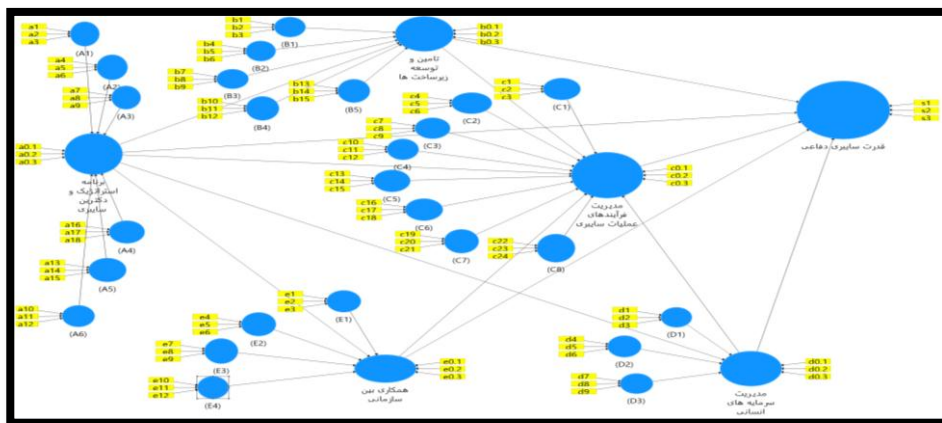 a1
a2
a3
(A1)
a4
a5
a6
(A2)
a7
a8
a9
(A3)
a0.1
a0.2
a0.3
برنامه
استراتژیک و
دکترین
سایبری
a16
a17
a18
(A4)
a13
a14
a15
(A5)
a10
a11
a12
(A6)
b1
b2
b3
(B1)
b4
b5
b6
(B2)
b7
b8
b9
(B3)
b10
b11
b12
(B4)
b13
b14
b15
(B5)
b0.1
b0.2
b0.3
تامین و
توسعه
زیرساخت ها
c1
c2
c3
(C1)
c4
c5
c6
(C2)
c7
c8
c9
(C3)
c10
c11
c12
(C4)
c13
c14
c15
(C5)
c16
c17
c18
(C6)
c19
c20
c21
(C7)
c22
c23
c24
(C8)
c0.1
c0.2
c0.3
مدیریت
فرآیندهای
عملیات سایبری
s1
s2
s3
قدرت سایبری دفاعی
e1
e2
e3
(E1)
e4
e5
e6
(E2)
e7
e8
e9
(E3)
e10
e11
e12
(E4)
e0.1
e0.2
e0.3
همکاری بین
سازمانی
d1
d2
d3
(D1)
d4
d5
d6
(D2)
d7
d8
d9
(D3)
d0.1
d0.2
d0.3
مدیریت
سرمایه های
انسانی